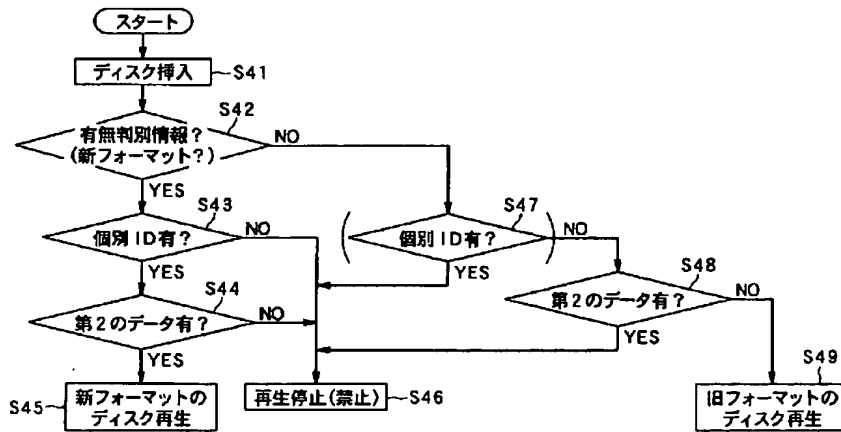 スタート
ディスク挿入 S41
有無判別情報？ S42
(新フォーマット？) NO
YES
個別ID有？ S43 NO
YES
(個別ID有？) S47 NO
YES
第2のデータ有？ S44 NO
YES
第2のデータ有？ S48 NO
YES
S45 新フォーマットの
ディスク再生
再生停止(禁止) S46
旧フォーマットの S49
ディスク再生